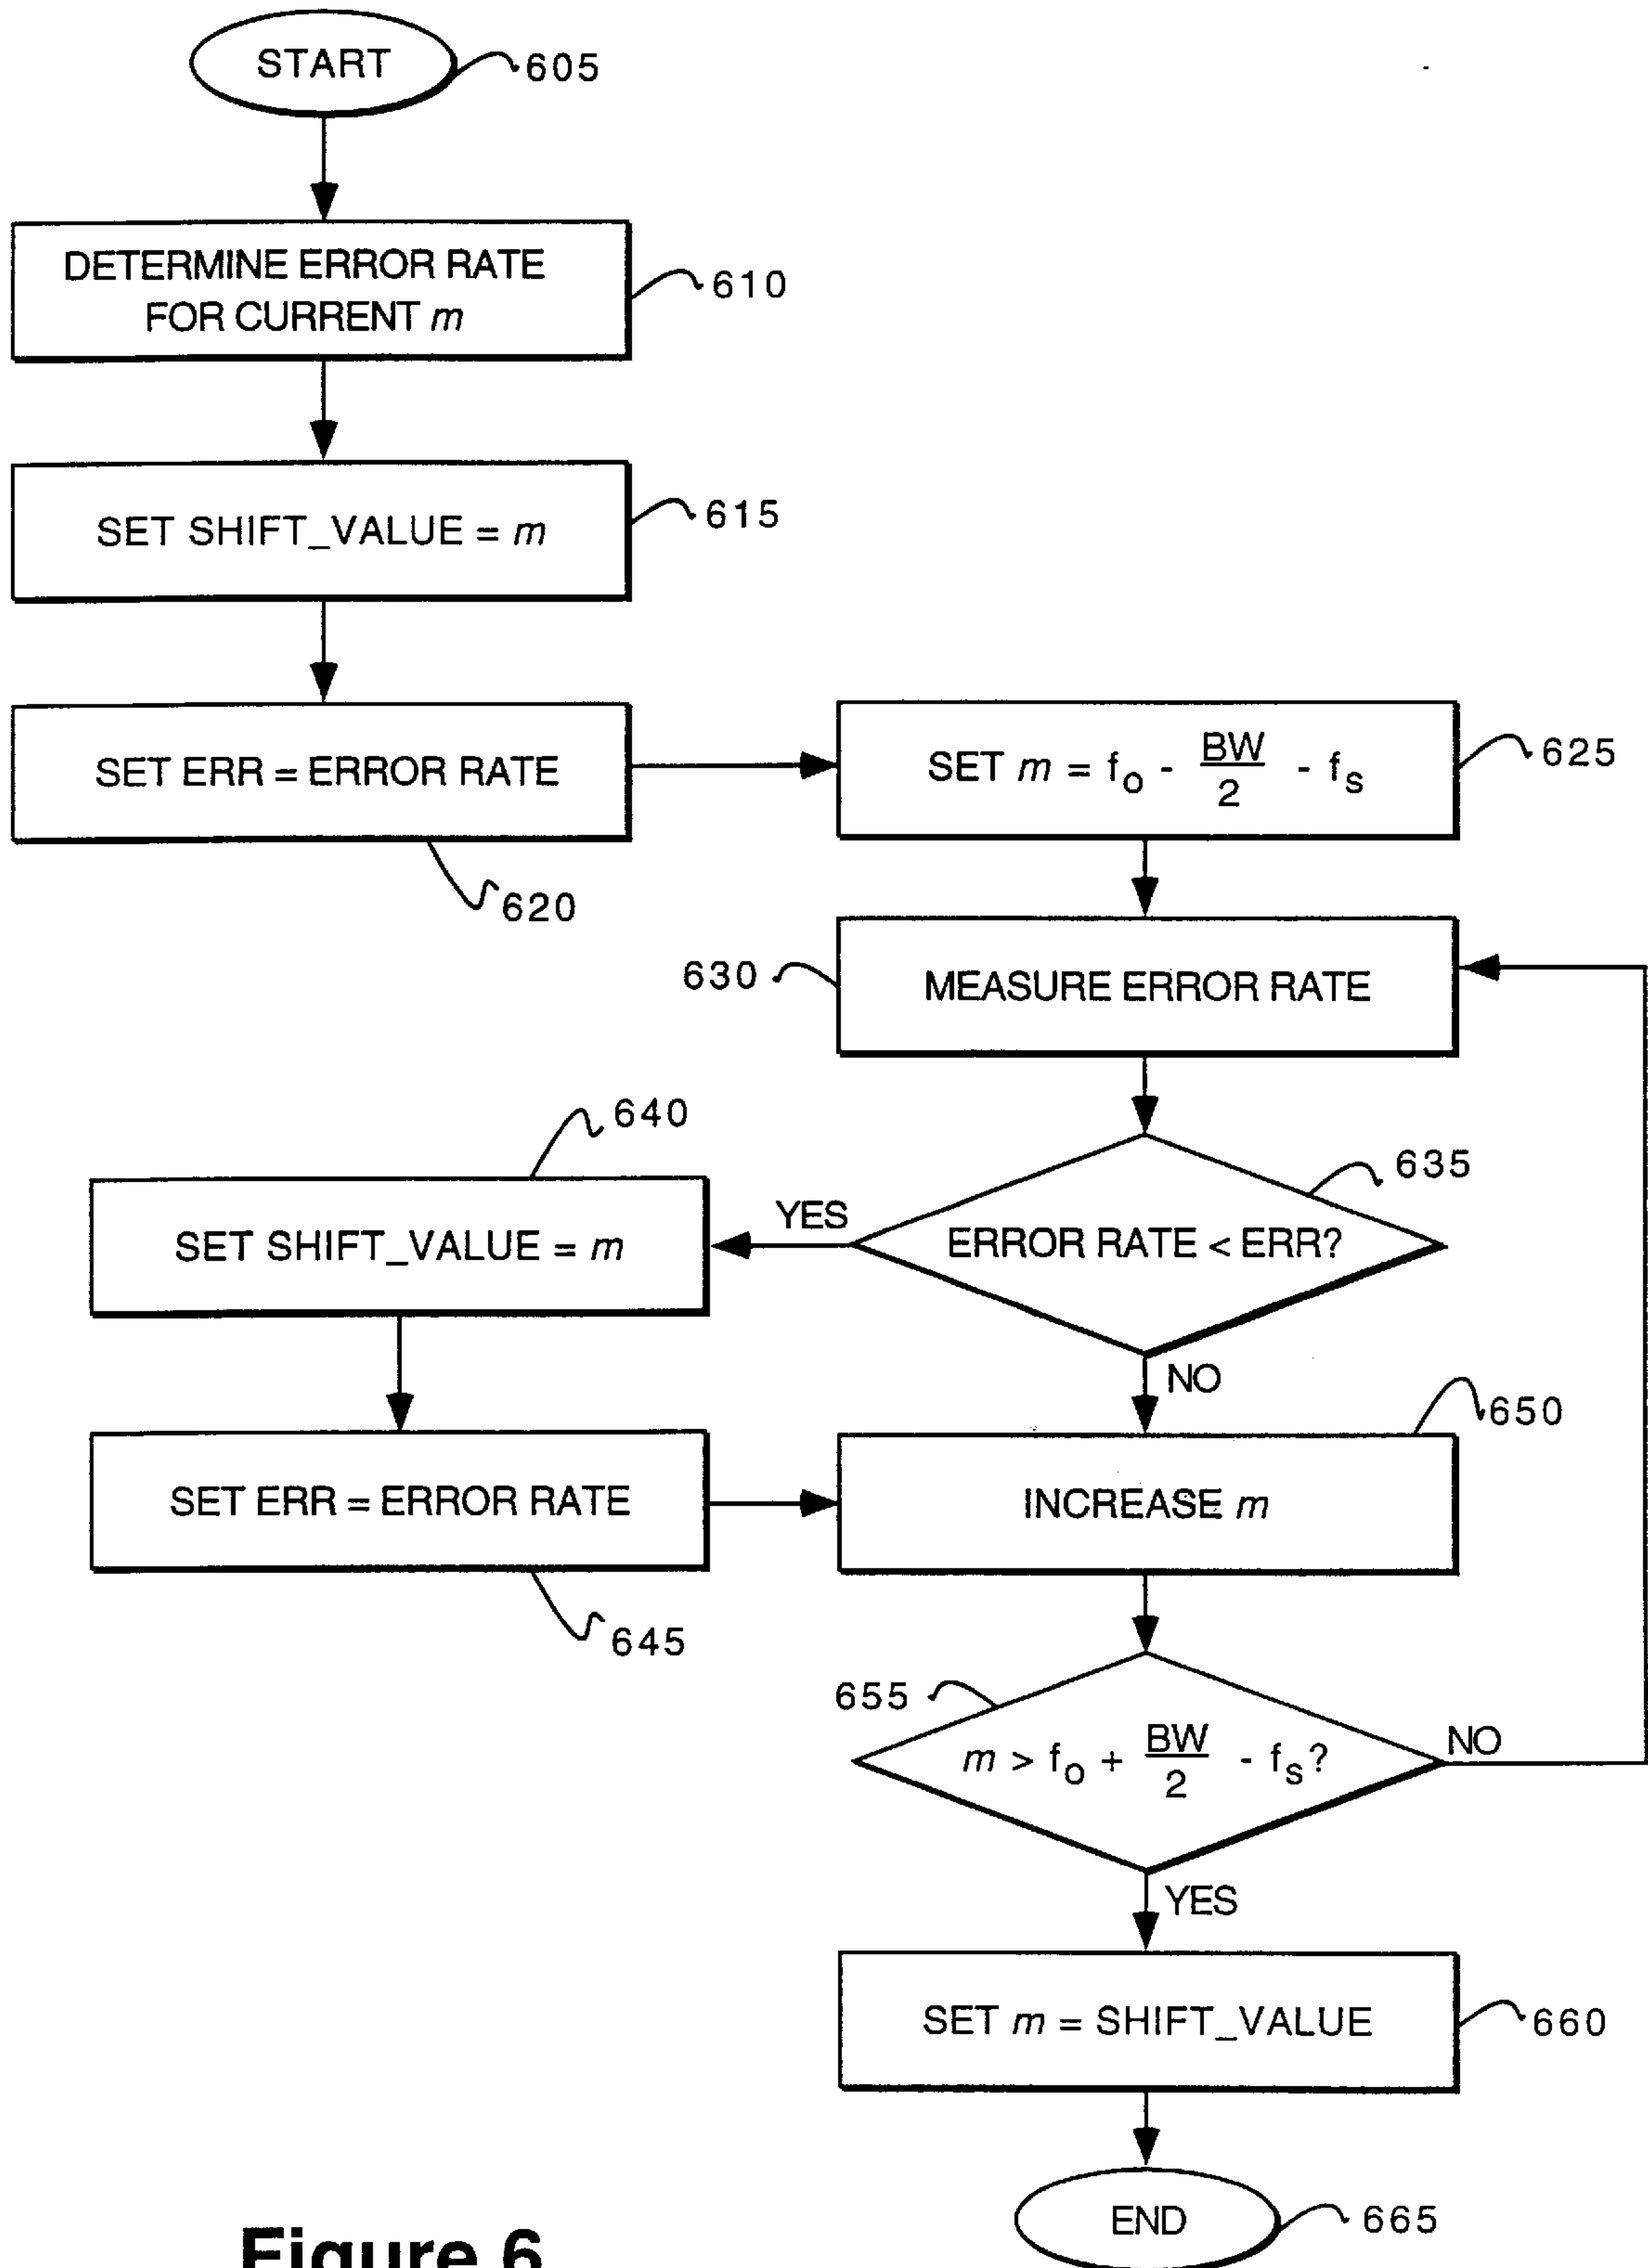 START
605
DETERMINE ERROR RATE
FOR CURRENT m
610
SET SHIFT_VALUE = m
615
SET ERR = ERROR RATE
620
SET m = fo - BW/2 - fs
625
MEASURE ERROR RATE
630
ERROR RATE < ERR?
635
YES
NO
SET SHIFT_VALUE = m
640
SET ERR = ERROR RATE
645
INCREASE m
650
m > fo + BW/2 - fs?
655
NO
YES
SET m = SHIFT_VALUE
660
END
665
Figure 6